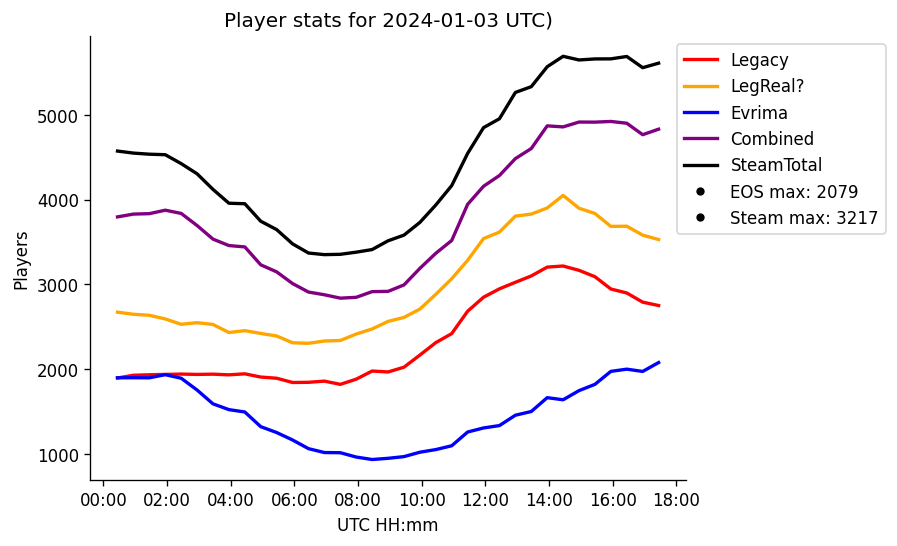 Player stats for 2024-01-03 UTC)
Legacy
LegReal?
Evrima
Combined
SteamTotal
EOS max: 2079
Steam max: 3217
Players
5000
4000
3000
2000
1000
00:00 02:00 04:00 06:00 08:00 10:00 12:00 14:00 16:00 18:00
UTC HH:mm